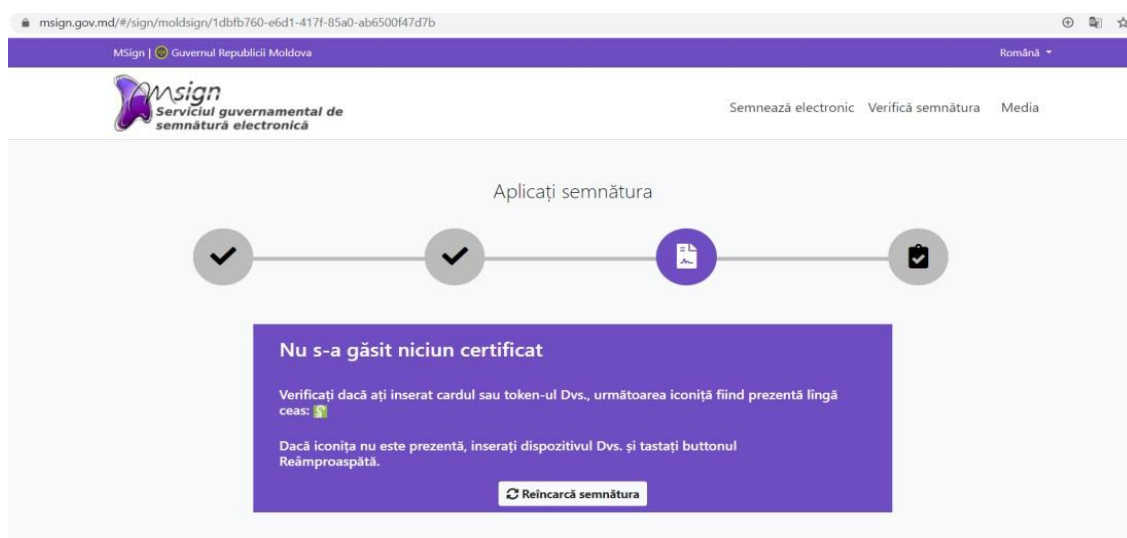 msign.gov.md/#/sign/moldsign/1dbfb760-e6d1-417f-85a0-ab6500f47d7b
MSign | Guvernul Republicii Moldova
Română
Msign
Serviciul guvernamental de
semnătură electronică
Semnează electronic Verifică semnătura Media
Aplicați semnătura
Nu s-a găsit niciun certificat
Verificați dacă ați inserat cardul sau token-ul Dvs., următoarea iconiță fiind prezentă lîngă
ceas:
Dacă iconița nu este prezentă, inserați dispozitivul Dvs. și tastați buttonul
Reâmproaspătă.
Reîncarcă semnătura